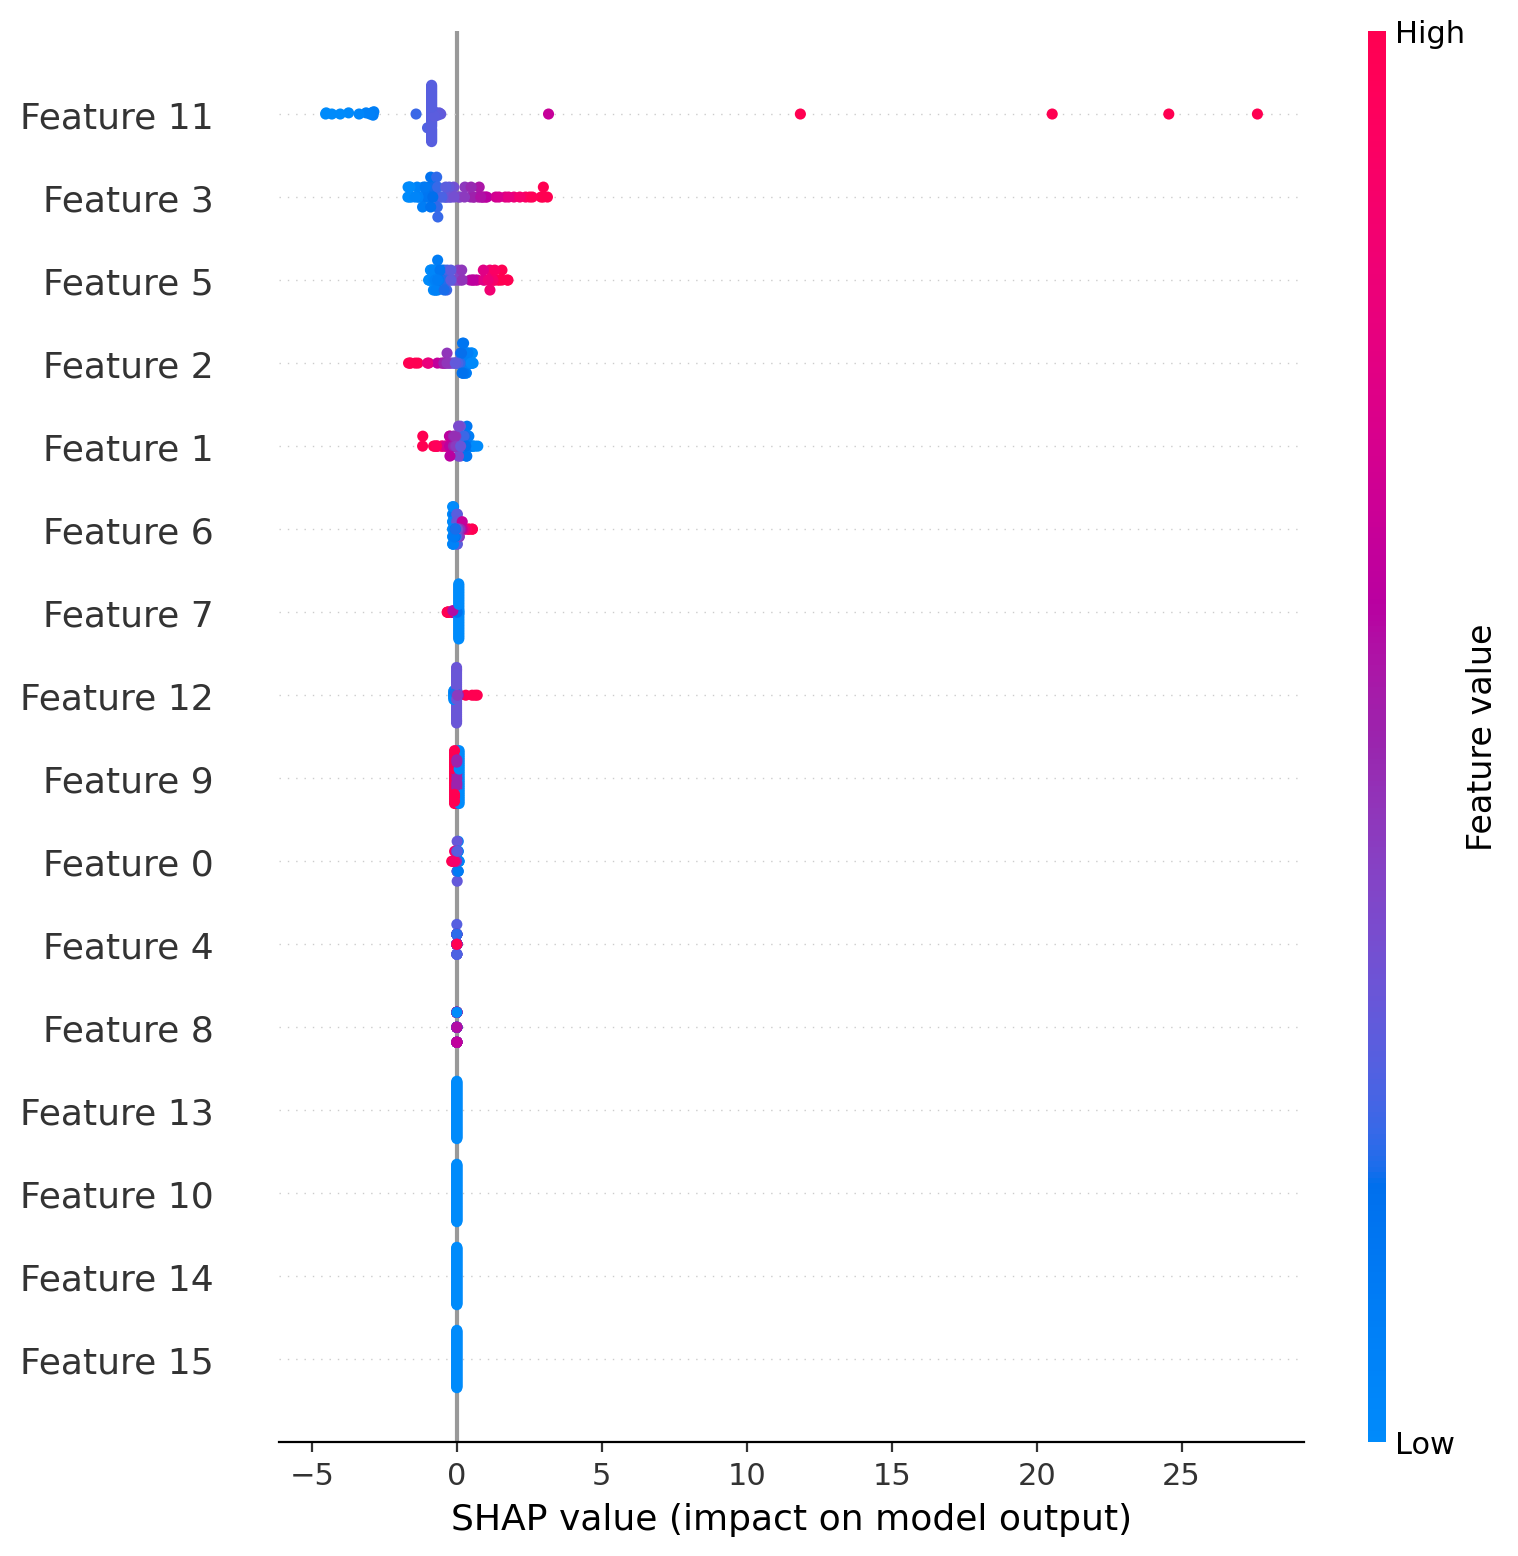 High
Feature 11
Feature 3
Feature 5
Feature 2
Feature 1
Feature 6
Feature 7
Feature 12
Feature 9
Feature 0
Feature 4
Feature 8
Feature 13
Feature 10
Feature 14
Feature 15
Feature value
Low
−5 0 5 10 15 20 25
SHAP value (impact on model output)